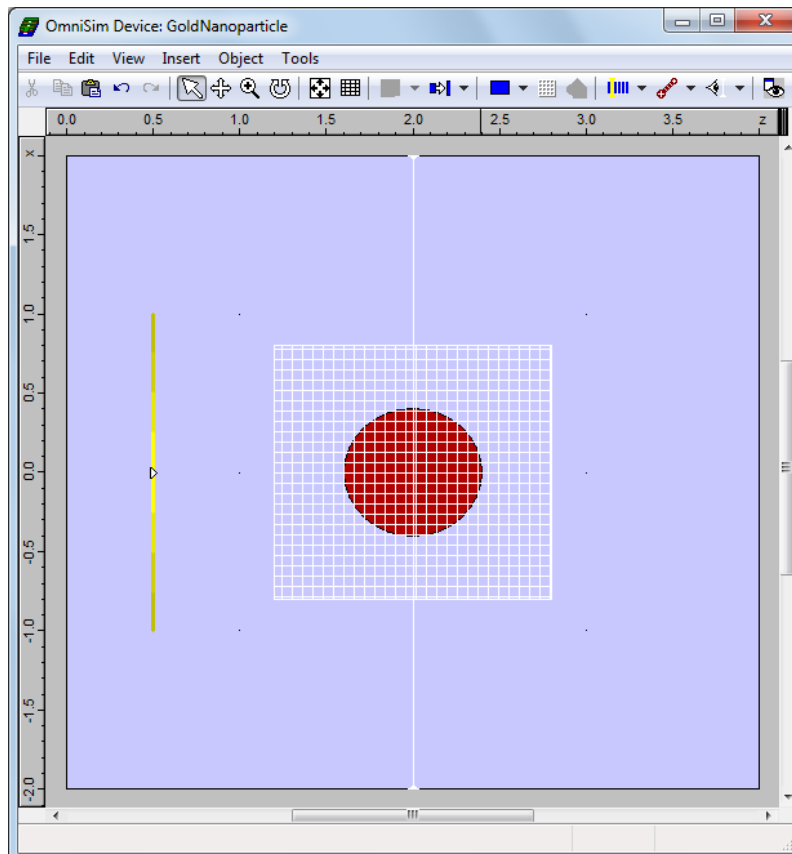 OmniSim Device: GoldNanoparticle
File Edit View Insert Object Tools
0.0 0.5 1.0 1.5 2.0 2.5 3.0 3.5 z
x
1.5
1.0
0.5
0.0
-0.5
-1.0
-1.5
-2.0